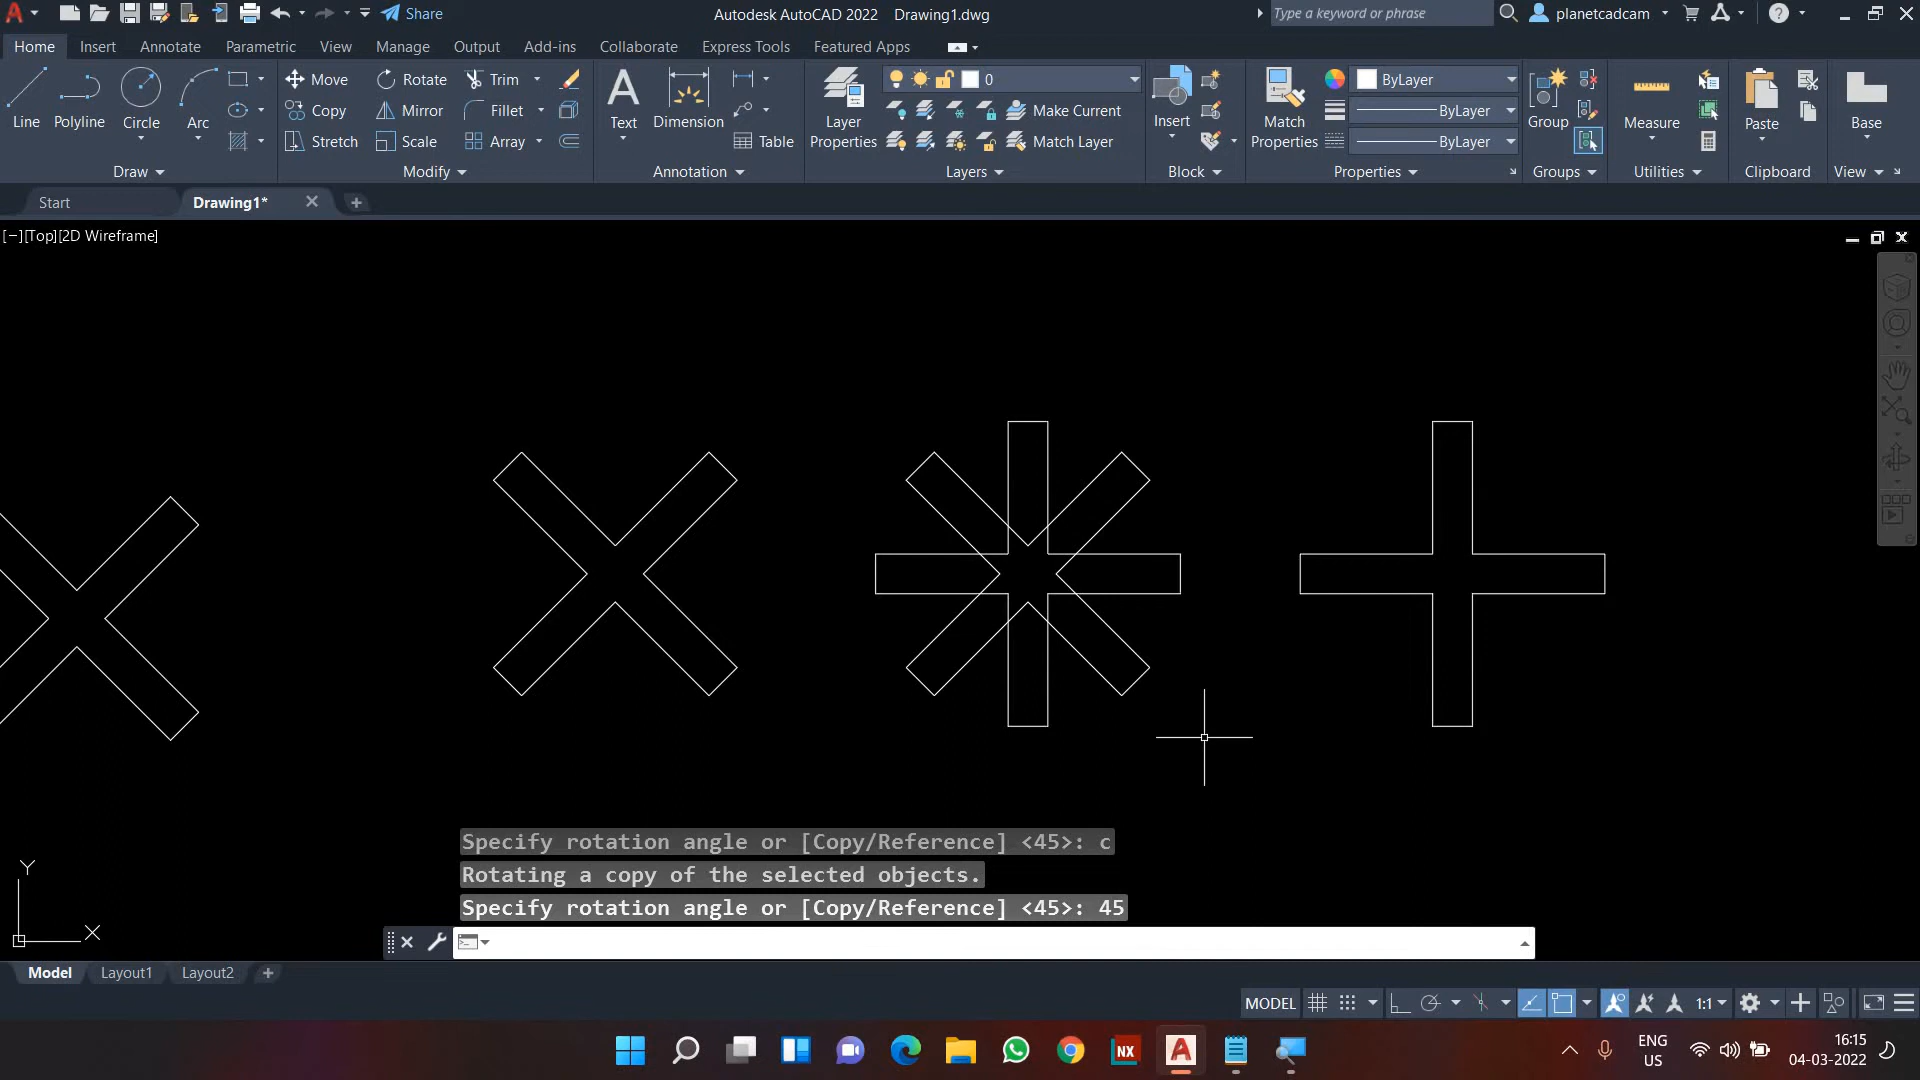 Share
Autodesk AutoCAD 2022 Drawing1.dwg
Type a keyword or phrase
planetcadcam
Home Insert Annotate Parametric View Manage Output Add-ins Collaborate Express Tools Featured Apps
Line Polyline Circle Arc
Move Rotate Trim
Copy Mirror Fillet
Stretch Scale Array
Text Dimension Table
Layer Properties
0
Make Current
Match Layer
Insert
Match Properties
ByLayer
ByLayer
ByLayer
Group
Measure
Paste
Base
Draw Modify Annotation Layers Block Properties Groups Utilities Clipboard View
Start Drawing1*
[−][Top][2D Wireframe]
Specify rotation angle or [Copy/Reference] <45>: c
Rotating a copy of the selected objects.
Specify rotation angle or [Copy/Reference] <45>: 45
Y
X
Model Layout1 Layout2
MODEL 1:1
NX
ENG
US
16:15
04-03-2022